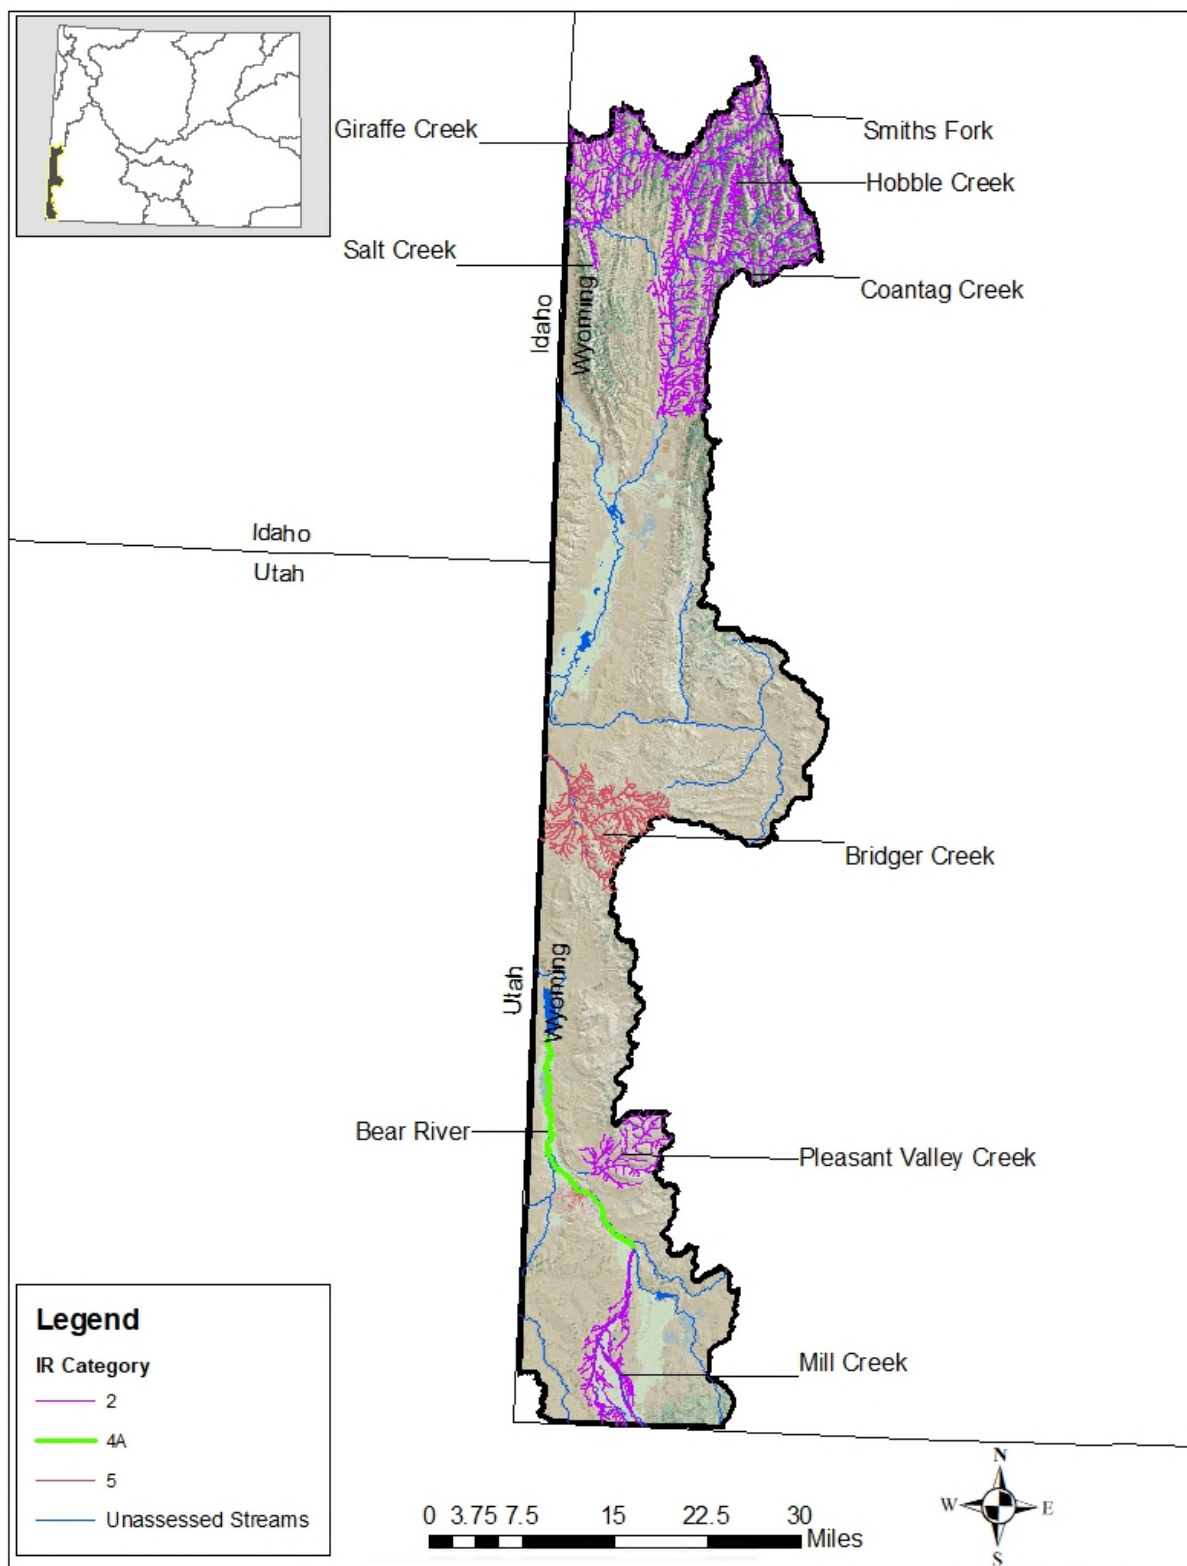 Giraffe Creek
Smiths Fork
Hobble Creek
Salt Creek
Coantag Creek
Idaho
Wyoming
Idaho
Utah
Bridger Creek
Utah
Wyoming
Bear River
Pleasant Valley Creek
Mill Creek
Legend
IR Category
2
4A
5
Unassessed Streams
N
W
E
S
0 3.75 7.5 15 22.5 30
Miles